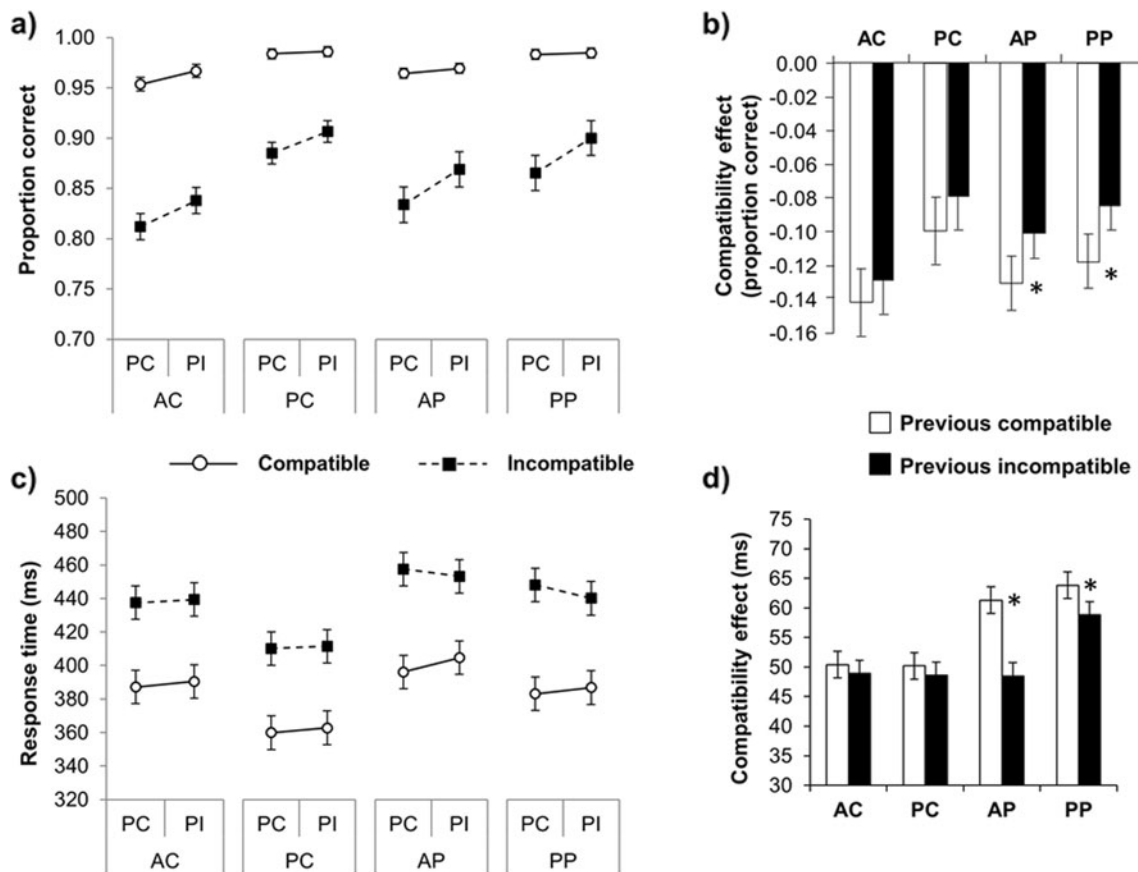 a)
Proportion correct
1.00
0.95
0.90
0.85
0.80
0.75
0.70
PC PI PC PI PC PI PC PI
AC PC AP PP
b)
AC PC AP PP
Compatibility effect
(proportion correct)
0.00
-0.02
-0.04
-0.06
-0.08
-0.10
-0.12
-0.14
-0.16
* *
Previous compatible
Previous incompatible
Compatible Incompatible
c)
Response time (ms)
500
480
460
440
420
400
380
360
340
320
PC PI PC PI PC PI PC PI
AC PC AP PP
d)
Compatibility effect (ms)
75
70
65
60
55
50
45
40
35
30
* *
AC PC AP PP